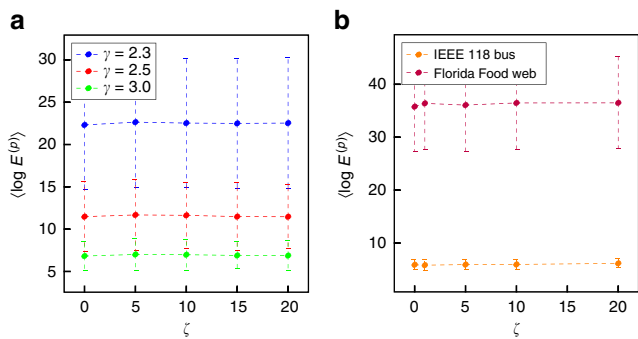 a
γ = 2.3
γ = 2.5
γ = 3.0
30
25
20
15
10
5
⟨log E(p)⟩
0 5 10 15 20
ζ
b
IEEE 118 bus
Florida Food web
40
30
20
10
⟨log E(p)⟩
0 5 10 15 20
ζ